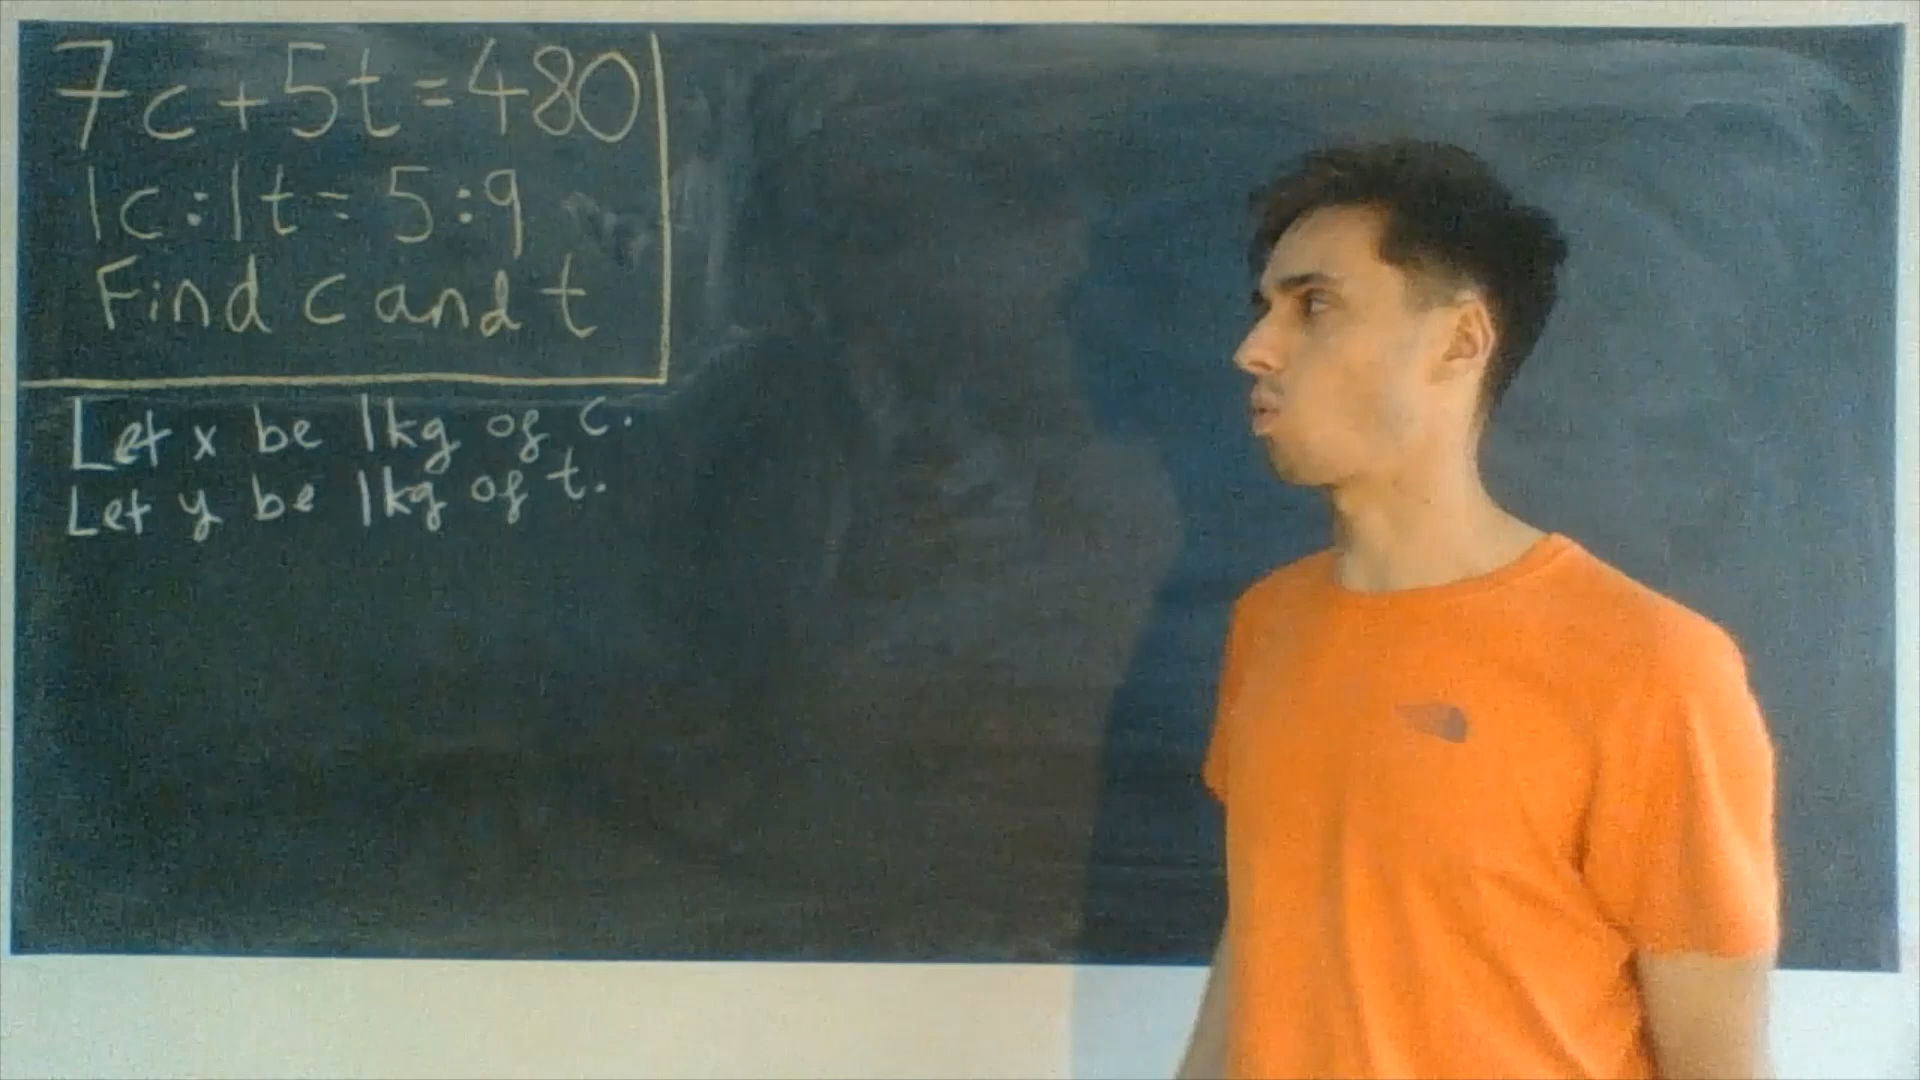 7c+5t=480
1c:1t=5:9
Find c and t
Let x be 1kg of c.
Let y be 1kg of t.